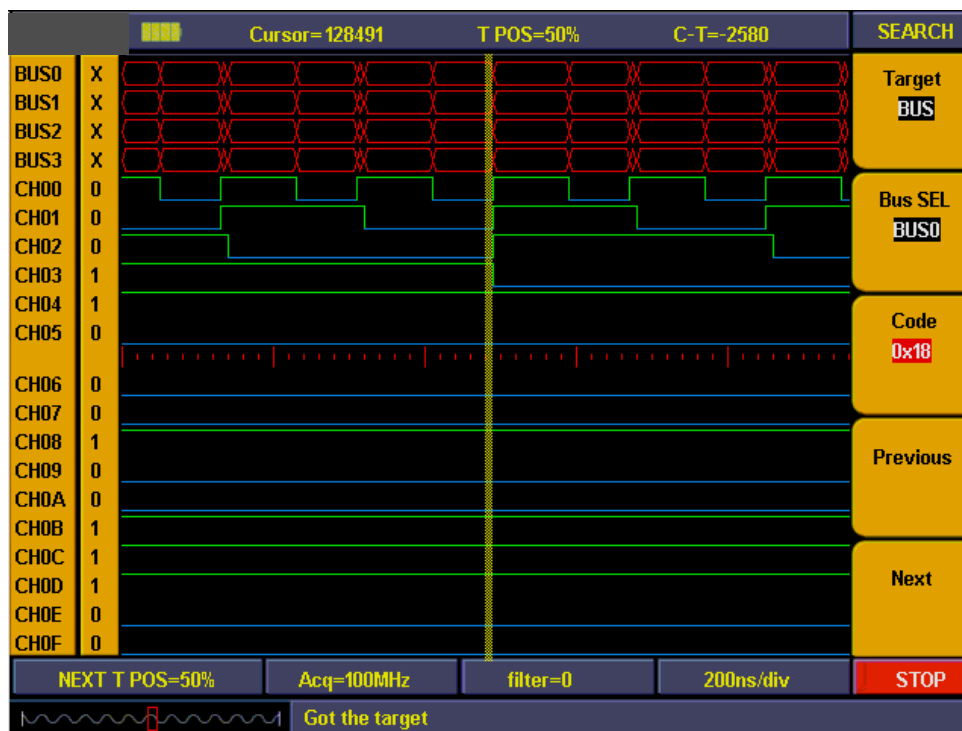 Cursor=128491 T POS=50% C-T=-2580 SEARCH
BUS0 X
BUS1 X
BUS2 X
BUS3 X
CH00 0
CH01 0
CH02 0
CH03 1
CH04 1
CH05 0
CH06 0
CH07 0
CH08 1
CH09 0
CH0A 0
CH0B 1
CH0C 1
CH0D 1
CH0E 0
CH0F 0
Target
BUS
Bus SEL
BUS0
Code
0x18
Previous
Next
NEXT T POS=50% Acq=100MHz filter=0 200ns/div STOP
Got the target